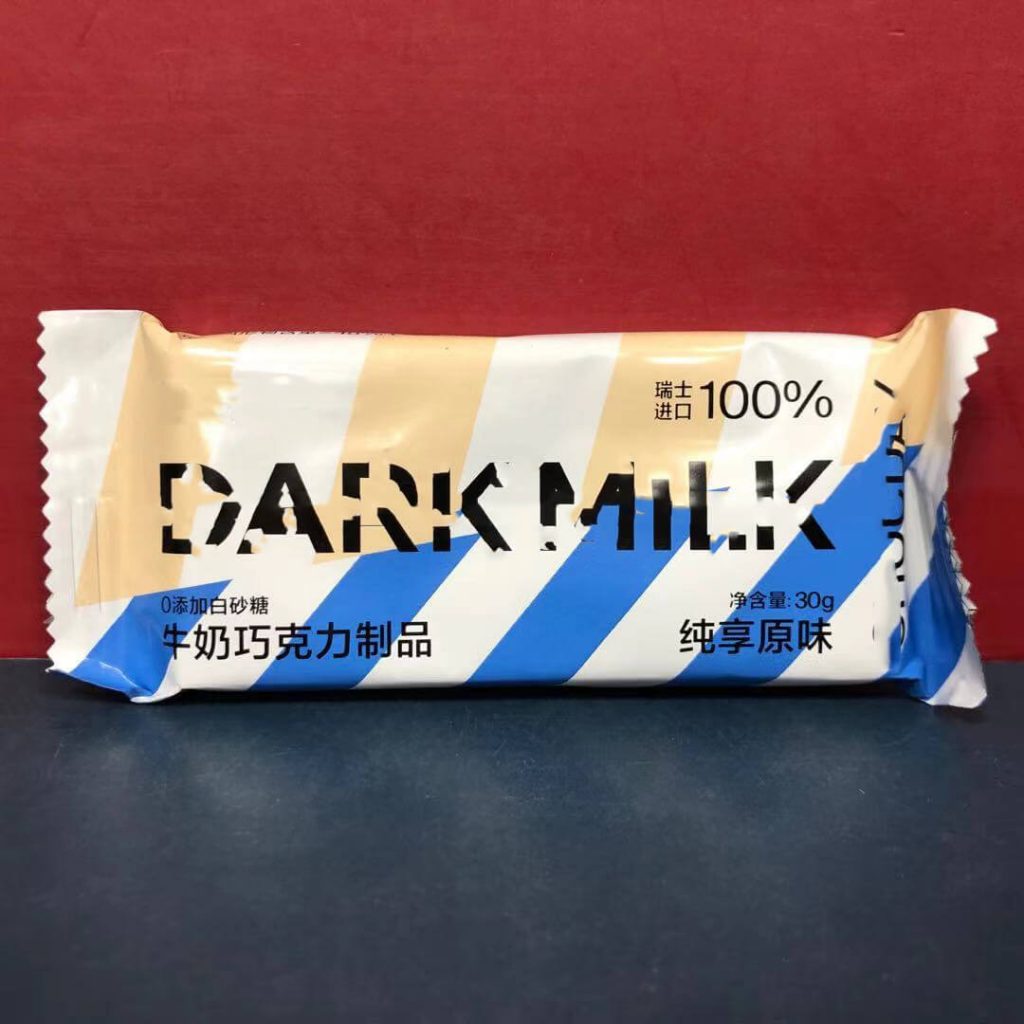 瑞士
进口 100%
DARK MILK
0添加白砂糖
牛奶巧克力制品
净含量: 30g
纯享原味